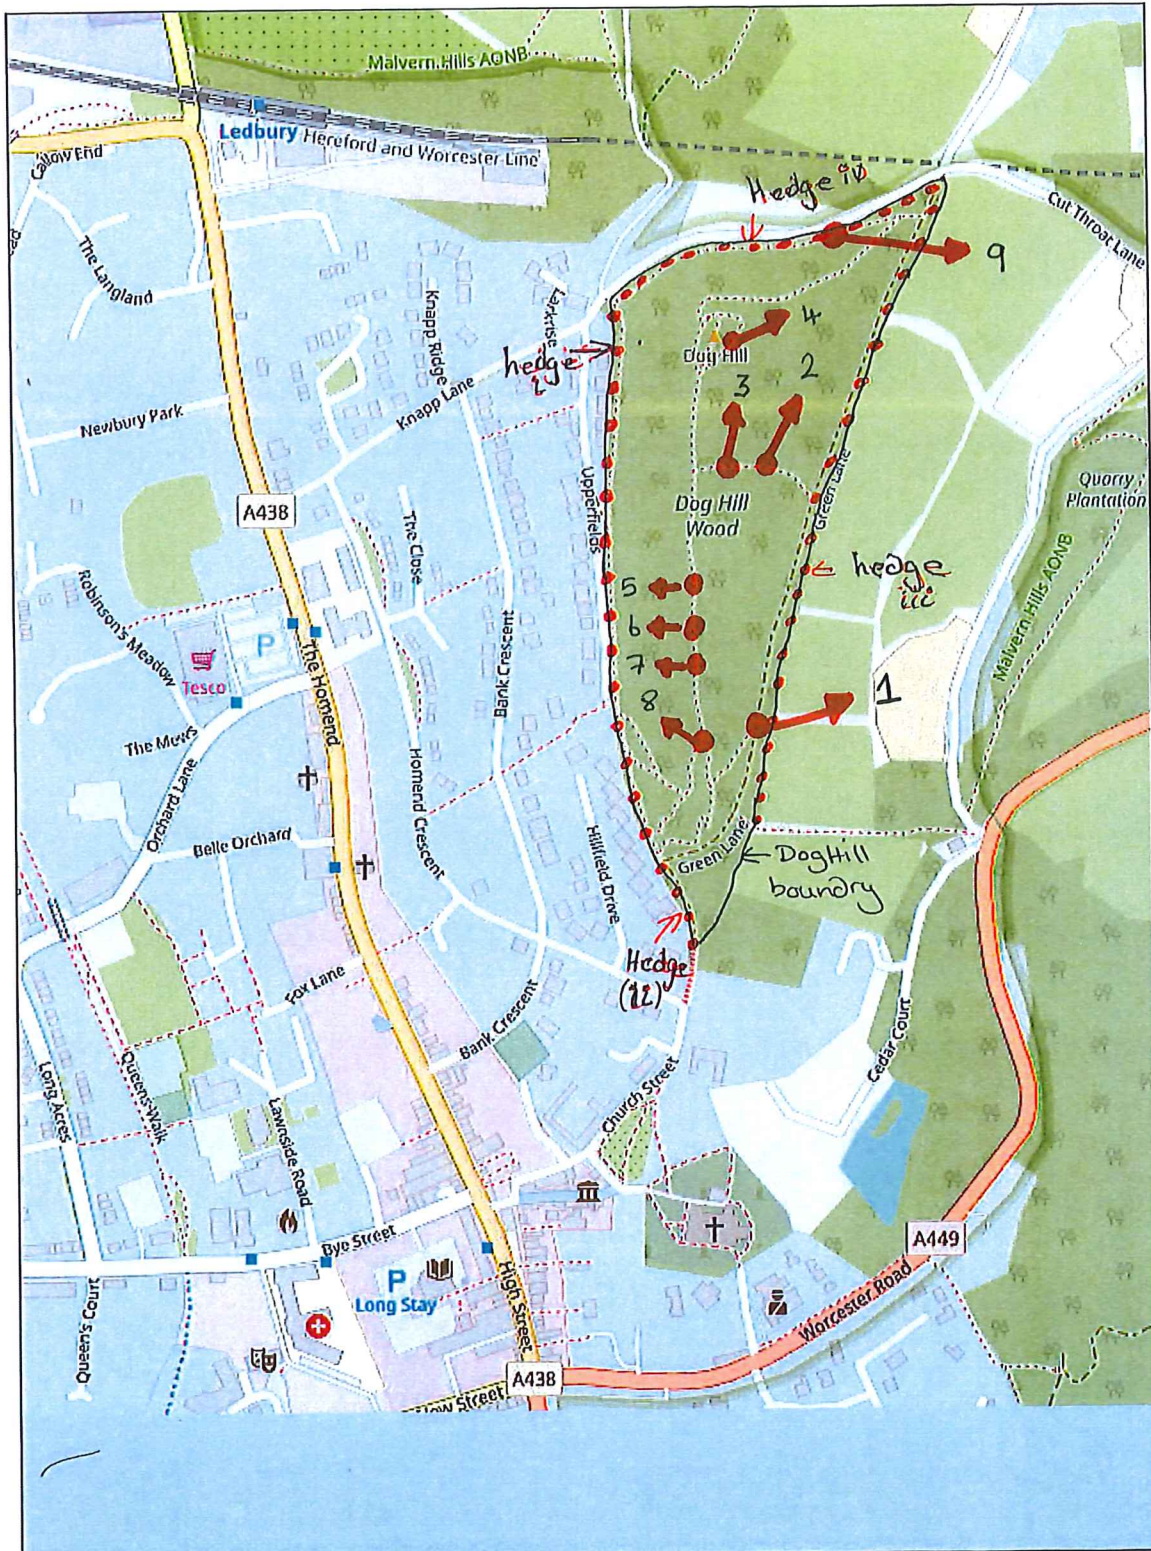 Malvern Hills AONB
Ledbury
Hereford and Worcester Line
Callow End
Hedge iv
Cut Throat Lane
The Langland
9
Knapp Ridge
Larkrise
4
hedge
i
Dog Hill
2
3
Knapp Lane
Newbury Park
Quarry
Plantation
Upperfields
Green Lane
A438
Dog Hill
Wood
The Close
hedge
iii
5
Robinson's Meadow
6
Malvern Hills AONB
P
Tesco
The Homend
Bank Crescent
7
8
1
The Mews
Orchard Lane
Homend Crescent
Belle Orchard
Hillfield Drive
Green Lane
Dog Hill
boundry
Hedge
(ii)
Fox Lane
Bank Crescent
Cedar Court
Long Acres
Queens Walk
Church Street
Lawnside Road
Bye Street
A449
P
Long Stay
High Street
Worcester Road
Queen's Court
A438